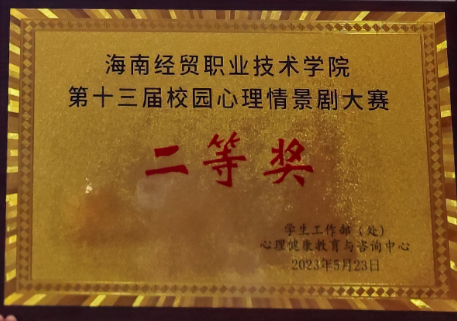 海南经贸职业技术学院
第十三届校园心理情景剧大赛
二等奖
学生工作部（处）
心理健康教育与咨询中心
2023年5月23日